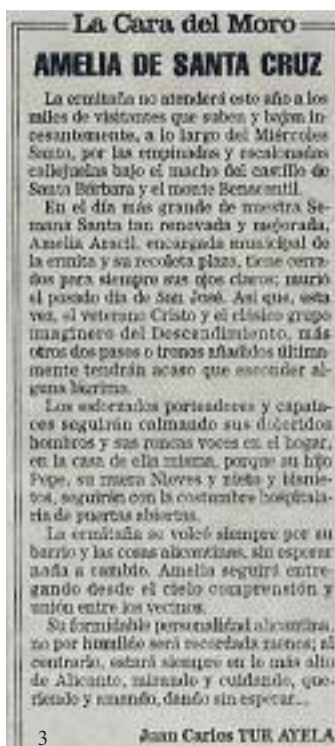 La Cara del Moro
AMELIA DE SANTA CRUZ
La ermitaña no atenderá este año a los
miles de visitantes que suben y bajan in-
cesantemente, a lo largo del Miércoles
Santo, por las empinadas y escalonadas
callejuelas bajo el macho del castillo de
Santa Bárbara y el monte Benacantil.
En el día más grande de nuestra Se-
mana Santa tan renovada y mejorada,
Amelia Aracil, encargada municipal de
la ermita y su recoleta plaza, tiene cerra-
dos para siempre sus ojos claros; murió
el pasado día de San José. Así que, esta
vez, el veterano Cristo y el clásico grupo
imaginero del Descendimiento, más
otros dos pasos o tronos añadidos última-
mente tendrán acaso que esconder al-
guna lágrima.
Los esforzados porteadores y capata-
ces seguirán calmando sus doloridos
hombros y sus roncas voces en el hogar,
en la casa de ella misma, porque su hijo
Pepe, su nuera Nieves y nieta y bisnie-
tos, seguirán con la costumbre hospitala-
ria de puertas abiertas.
La ermitaña se volcó siempre por su
barrio y las cosas alicantinas, sin esperar
nada a cambio. Amelia seguirá entre-
gando desde el cielo comprensión y
unión entre los vecinos.
Su formidable personalidad alicantina,
no por humilde será recordada menos; al
contrario, estará siempre en lo más alto
de Alicante, mirando y cuidando, que-
riendo y amando, dando sin esperar...
3
Juan Carlos TUR AYELA